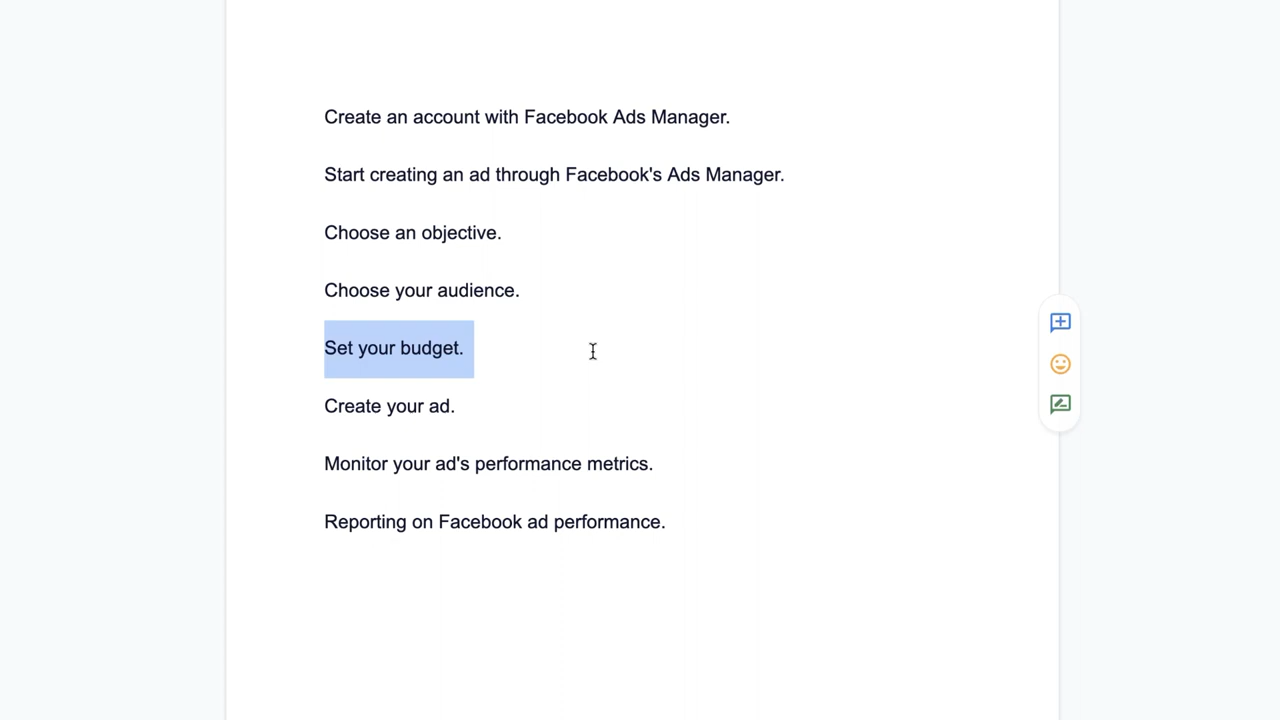 Create an account with Facebook Ads Manager.
Start creating an ad through Facebook's Ads Manager.
Choose an objective.
Choose your audience.
Set your budget.
Create your ad.
Monitor your ad's performance metrics.
Reporting on Facebook ad performance.